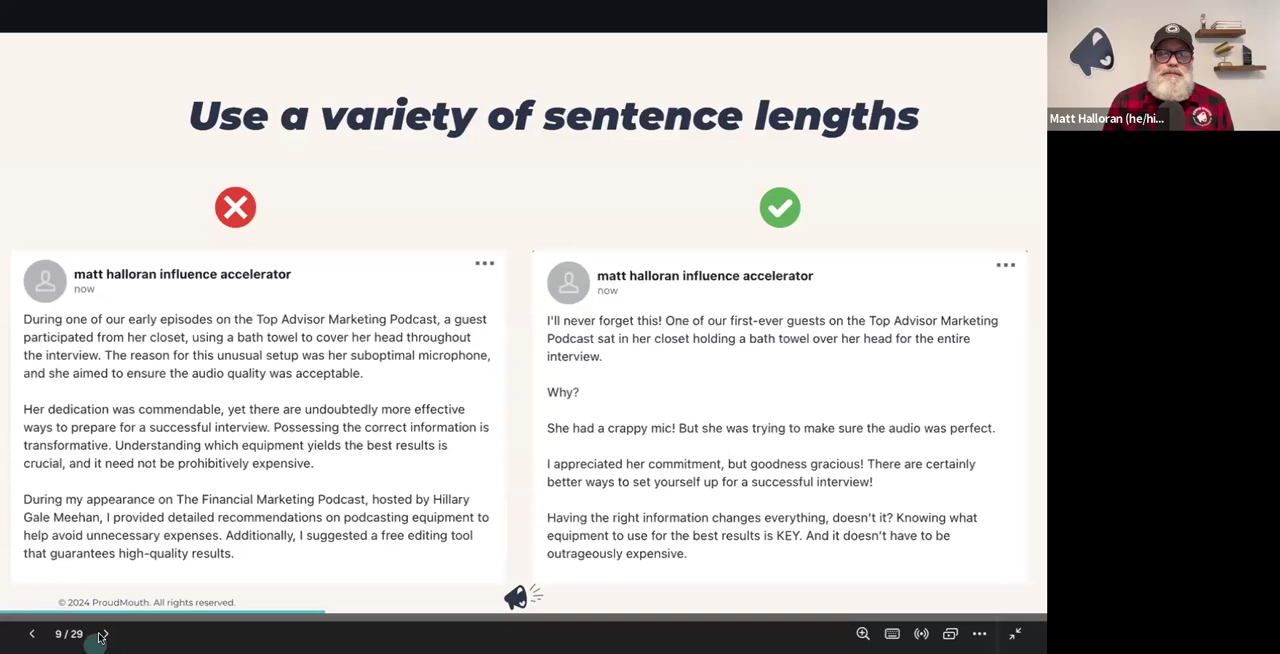 Use a variety of sentence lengths
matt halloran influence accelerator
now
During one of our early episodes on the Top Advisor Marketing Podcast, a guest
participated from her closet, using a bath towel to cover her head throughout
the interview. The reason for this unusual setup was her suboptimal microphone,
and she aimed to ensure the audio quality was acceptable.
Her dedication was commendable, yet there are undoubtedly more effective
ways to prepare for a successful interview. Possessing the correct information is
transformative. Understanding which equipment yields the best results is
crucial, and it need not be prohibitively expensive.
During my appearance on The Financial Marketing Podcast, hosted by Hillary
Gale Meehan, I provided detailed recommendations on podcasting equipment to
help avoid unnecessary expenses. Additionally, I suggested a free editing tool
that guarantees high-quality results.
matt halloran influence accelerator
now
I'll never forget this! One of our first-ever guests on the Top Advisor Marketing
Podcast sat in her closet holding a bath towel over her head for the entire
interview.
Why?
She had a crappy mic! But she was trying to make sure the audio was perfect.
I appreciated her commitment, but goodness gracious! There are certainly
better ways to set yourself up for a successful interview!
Having the right information changes everything, doesn't it? Knowing what
equipment to use for the best results is KEY. And it doesn't have to be
outrageously expensive.
© 2024 ProudMouth. All rights reserved.
9 / 29
Matt Halloran (he/hi...